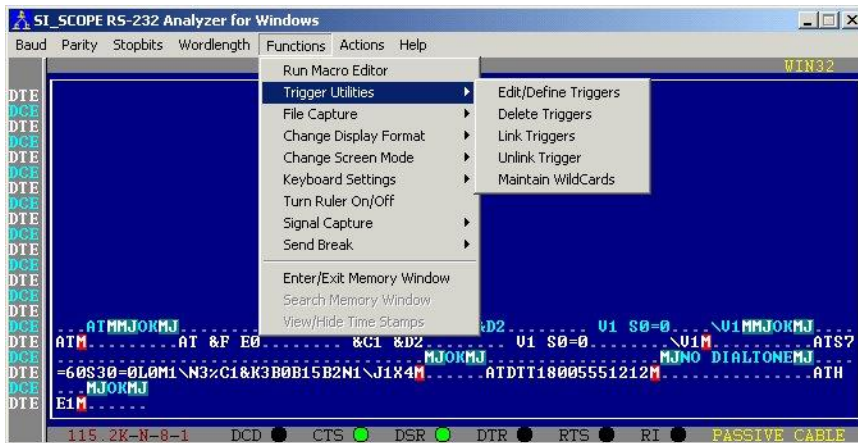 SI_SCOPE RS-232 Analyzer for Windows
Baud Parity Stopbits Wordlength Functions Actions Help
WIN32
Run Macro Editor
Trigger Utilities
File Capture
Change Display Format
Change Screen Mode
Keyboard Settings
Turn Ruler On/Off
Signal Capture
Send Break
Enter/Exit Memory Window
Search Memory Window
View/Hide Time Stamps
Edit/Define Triggers
Delete Triggers
Link Triggers
Unlink Trigger
Maintain WildCards
DTE
DCE
DTE
DCE
DTE
DCE
DTE
DCE
DTE
DCE
DTE
DCE
DTE
DCE
DTE
DCE ...ATMMJOKMJ....... &D2....... V1 S0=0....\V1MMJOKMJ....
DTE ATM........AT &F E0........ &C1 &D2........ V1 S0=0........\V1M.........ATS7
DCE MJOKMJ MJNO DIALTONEMJ....
DTE =60S30=0L0M1\N3%C1&K3B0B15B2N1\J1X4M......ATDTT18005551212M..............ATH
DCE ...MJOKMJ
DTE E1M......
115.2K-N-8-1 DCD CTS DSR DTR RTS RI PASSIVE CABLE